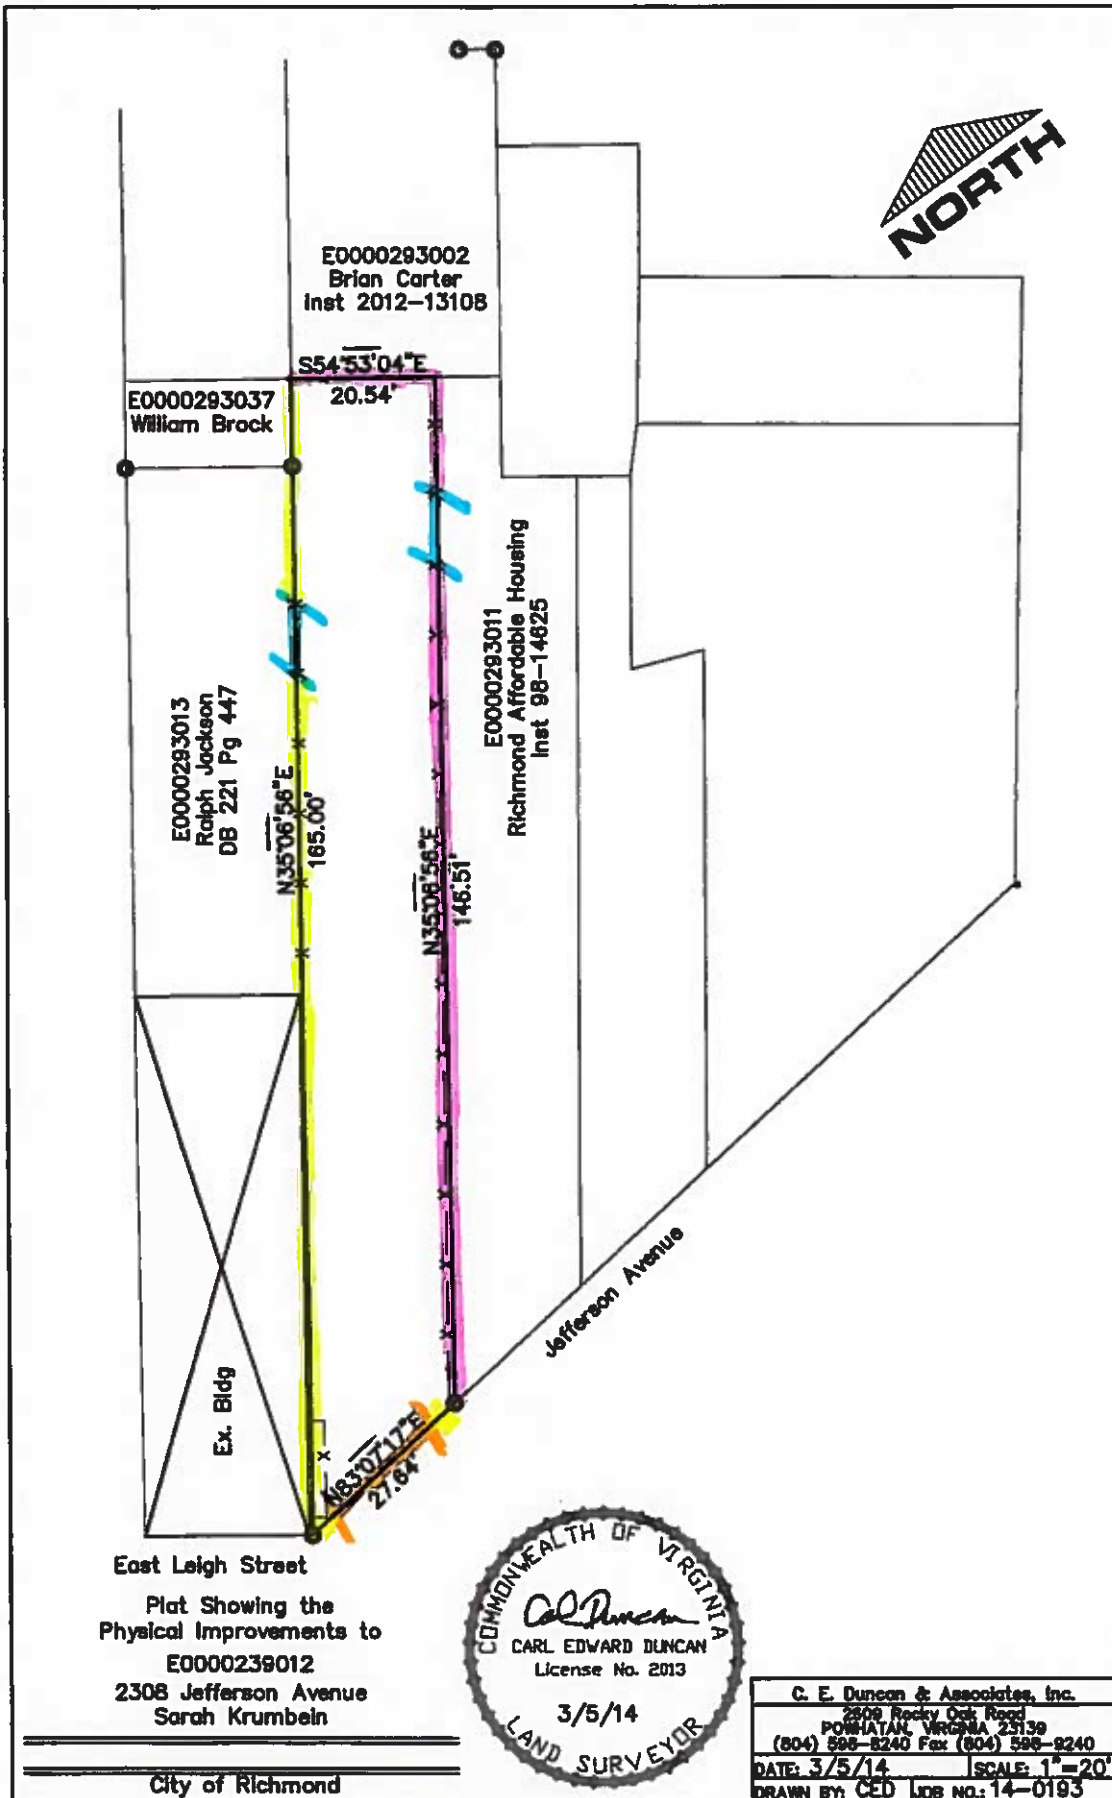 NORTH
E0000293002
Brian Carter
Inst 2012-13108
S54°53'04"E
20.54'
E0000293037
William Brock
E0000293013
Ralph Jackson
DB 221 Pg 447
N35°06'56"E
165.00'
N35°06'56"E
146.51'
E0000293011
Richmond Affordable Housing
Inst 98-14625
Ex. Bldg
N83°07'17"E
27.64'
Jefferson Avenue
East Leigh Street
Plat Showing the
Physical Improvements to
E0000239012
2308 Jefferson Avenue
Sarah Krumbein
City of Richmond
COMMONWEALTH OF VIRGINIA
Carl Duncan
CARL EDWARD DUNCAN
License No. 2013
3/5/14
LAND SURVEYOR
C. E. Duncan & Associates, Inc.
2609 Rocky Oak Road
POWHATAN, VIRGINIA 23139
(804) 598-8240 Fax (804) 598-9240
DATE: 3/5/14 SCALE: 1"=20'
DRAWN BY: CED JOB NO.: 14-0193